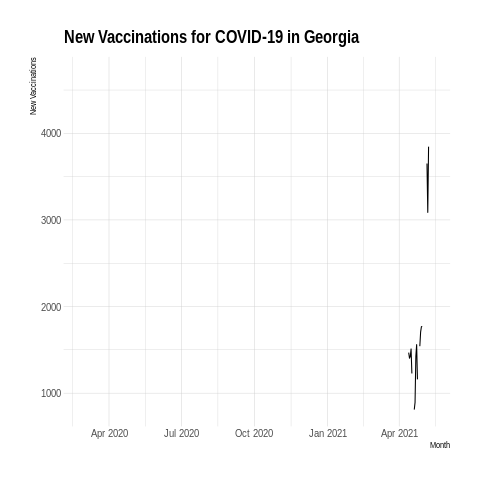 New Vaccinations for COVID-19 in Georgia
New Vaccinations
4000
3000
2000
1000
Apr 2020 Jul 2020 Oct 2020 Jan 2021 Apr 2021
Month